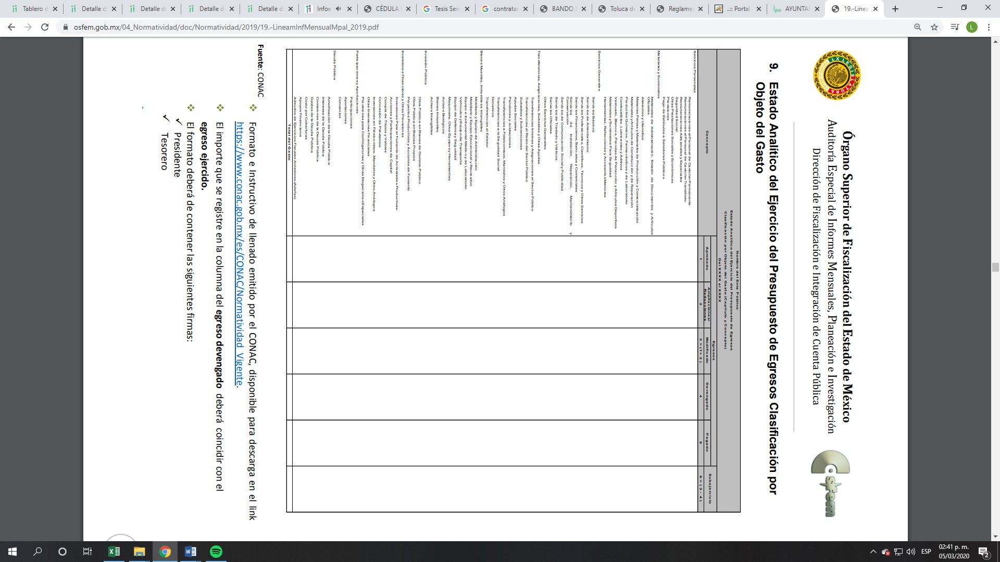 Tablero d
Detalle d
Detalle d
Detalle d
Detalle d
Infoe
CÉDULA
Tesis Sem
contratac
BANDO
Toluca de
Reglamen
..:: Portal
AYUNTA
19.-Linea
osfem.gob.mx/04_Normatividad/doc/Normatividad/2019/19.-LineamInfMensualMpal_2019.pdf
Órgano Superior de Fiscalización del Estado de México
Auditoría Especial de Informes Mensuales, Planeación e Investigación
Dirección de Fiscalización e Integración de Cuenta Pública
LX LEGISLATURA
osfem
9. Estado Analítico del Ejercicio del Presupuesto de Egresos Clasificación por
Objeto del Gasto
Nombre del Ente Público
Estado Analítico del Ejercicio del Presupuesto de Egresos
Clasificación por Objeto del Gasto (Capítulo y Concepto)
Del XXXX al XXXX
Concepto
Egresos
Subejercicio
Aprobado
Ampliaciones/
Reducciones
Modificado
Devengado
Pagado
1
2
3 = (1 + 2 )
4
5
6 = ( 3 - 4 )
Servicios Personales
Remuneraciones al Personal de Carácter Permanente
Remuneraciones al Personal de Carácter Transitorio
Remuneraciones Adicionales y Especiales
Seguridad Social
Otras Prestaciones Sociales y Económicas
Previsiones
Pago de Estímulos a Servidores Públicos
Materiales y Suministros
Materiales de Administración, Emisión de Documentos y Artículos
Oficiales
Alimentos y Utensilios
Materias Primas y Materiales de Producción y Comercialización
Materiales y Artículos de Construcción y de Reparación
Productos Químicos, Farmacéuticos y de Laboratorio
Combustibles, Lubricantes y Aditivos
Vestuario, Blancos, Prendas de Protección y Artículos Deportivos
Materiales y Suministros Para Seguridad
Herramientas, Refacciones y Accesorios Menores
Servicios Generales
Servicios Básicos
Servicios de Arrendamiento
Servicios Profesionales, Científicos, Técnicos y Otros Servicios
Servicios Financieros, Bancarios y Comerciales
Servicios de Instalación, Reparación, Mantenimiento y
Conservación
Servicios de Comunicación Social y Publicidad.
Servicios de Traslado y Viáticos
Servicios Oficiales
Otros Servicios Generales
Transferencias, Asignaciones, Subsidios y Otras Ayudas
Transferencias Internas y Asignaciones al Sector Público
Transferencias al Resto del Sector Público
Subsidios y Subvenciones
Ayudas Sociales
Pensiones y Jubilaciones
Transferencias a Fideicomisos, Mandatos y Otros Análogos
Transferencias a la Seguridad Social
Donativos
Transferencias al Exterior
Bienes Muebles, Inmuebles e Intangibles
Mobiliario y Equipo de Administración
Mobiliario y Equipo Educacional y Recreativo
Equipo e Instrumental Médico y de Laboratorio
Vehículos y Equipo de Transporte
Equipo de Defensa y Seguridad
Maquinaria, Otros Equipos y Herramientas
Activos Biológicos
Bienes Inmuebles
Activos Intangibles
Inversión Pública
Obra Pública en Bienes de Dominio Público
Obra Pública en Bienes Propios
Proyectos Productivos y Acciones de Fomento
Inversiones Financieras y Otras Provisiones
Inversiones Para el Fomento de Actividades Productivas.
Acciones y Participaciones de Capital
Compra de Títulos y Valores
Concesión de Préstamos
Inversiones en Fideicomisos, Mandatos y Otros Análogos
Otras Inversiones Financieras
Provisiones para Contingencias y Otras Erogaciones Especiales
Participaciones y Aportaciones
Participaciones
Aportaciones
Convenios
Deuda Pública
Amortización de la Deuda Pública
Intereses de la Deuda Pública
Comisiones de la Deuda Pública
Gastos de la Deuda Pública
Costo por Coberturas
Apoyos Financieros
Adeudos de Ejercicios Fiscales Anteriores (Adefas)
Total del Gasto
Fuente: CONAC
❖ Formato e Instructivo de llenado emitido por el CONAC, disponible para descarga en el link
https://www.conac.gob.mx/es/CONAC/Normatividad_Vigente.
❖ El importe que se registre en la columna del egreso devengado deberá coincidir con el
egreso ejercido.
❖ El formato deberá de contener las siguientes firmas:
✓ Presidente
✓ Tesorero
ESP
02:41 p. m.
05/03/2020
2